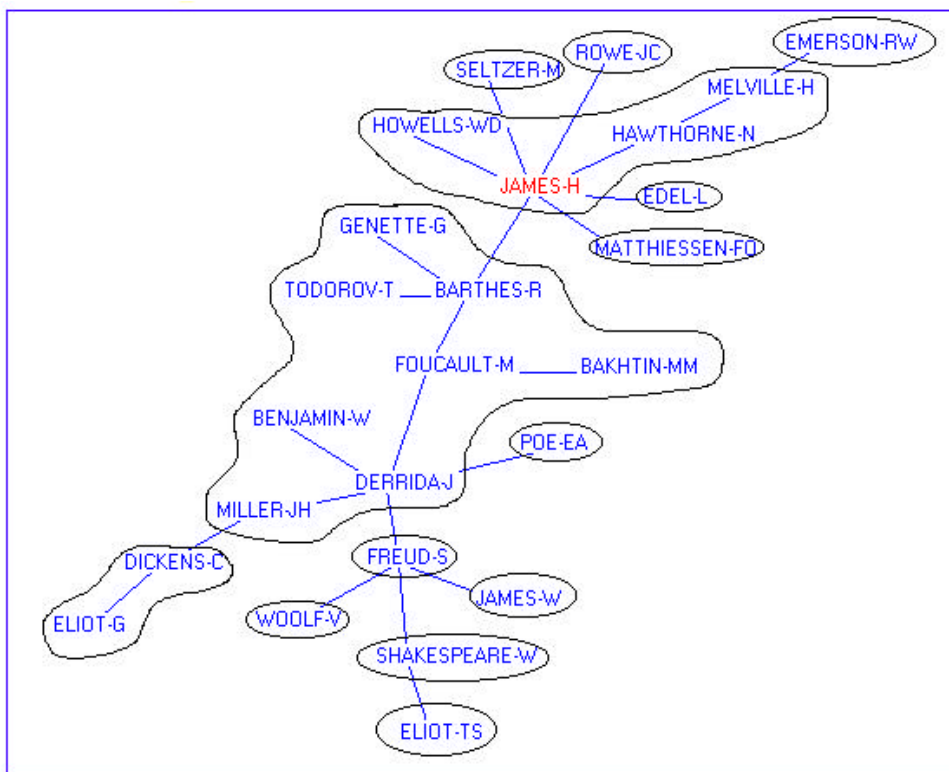 EMERSON-RW
ROWE-JC
SELTZER-M
MELVILLE-H
HOWELLS-WD
HAWTHORNE-N
JAMES-H
EDEL-L
GENETTE-G
MATTHIESSEN-FO
TODOROV-T
BARTHES-R
FOUCAULT-M
BAKHTIN-MM
BENJAMIN-W
POE-EA
DERRIDA-J
MILLER-JH
DICKENS-C
FREUD-S
JAMES-W
ELIOT-G
WOOLF-V
SHAKESPEARE-W
ELIOT-TS